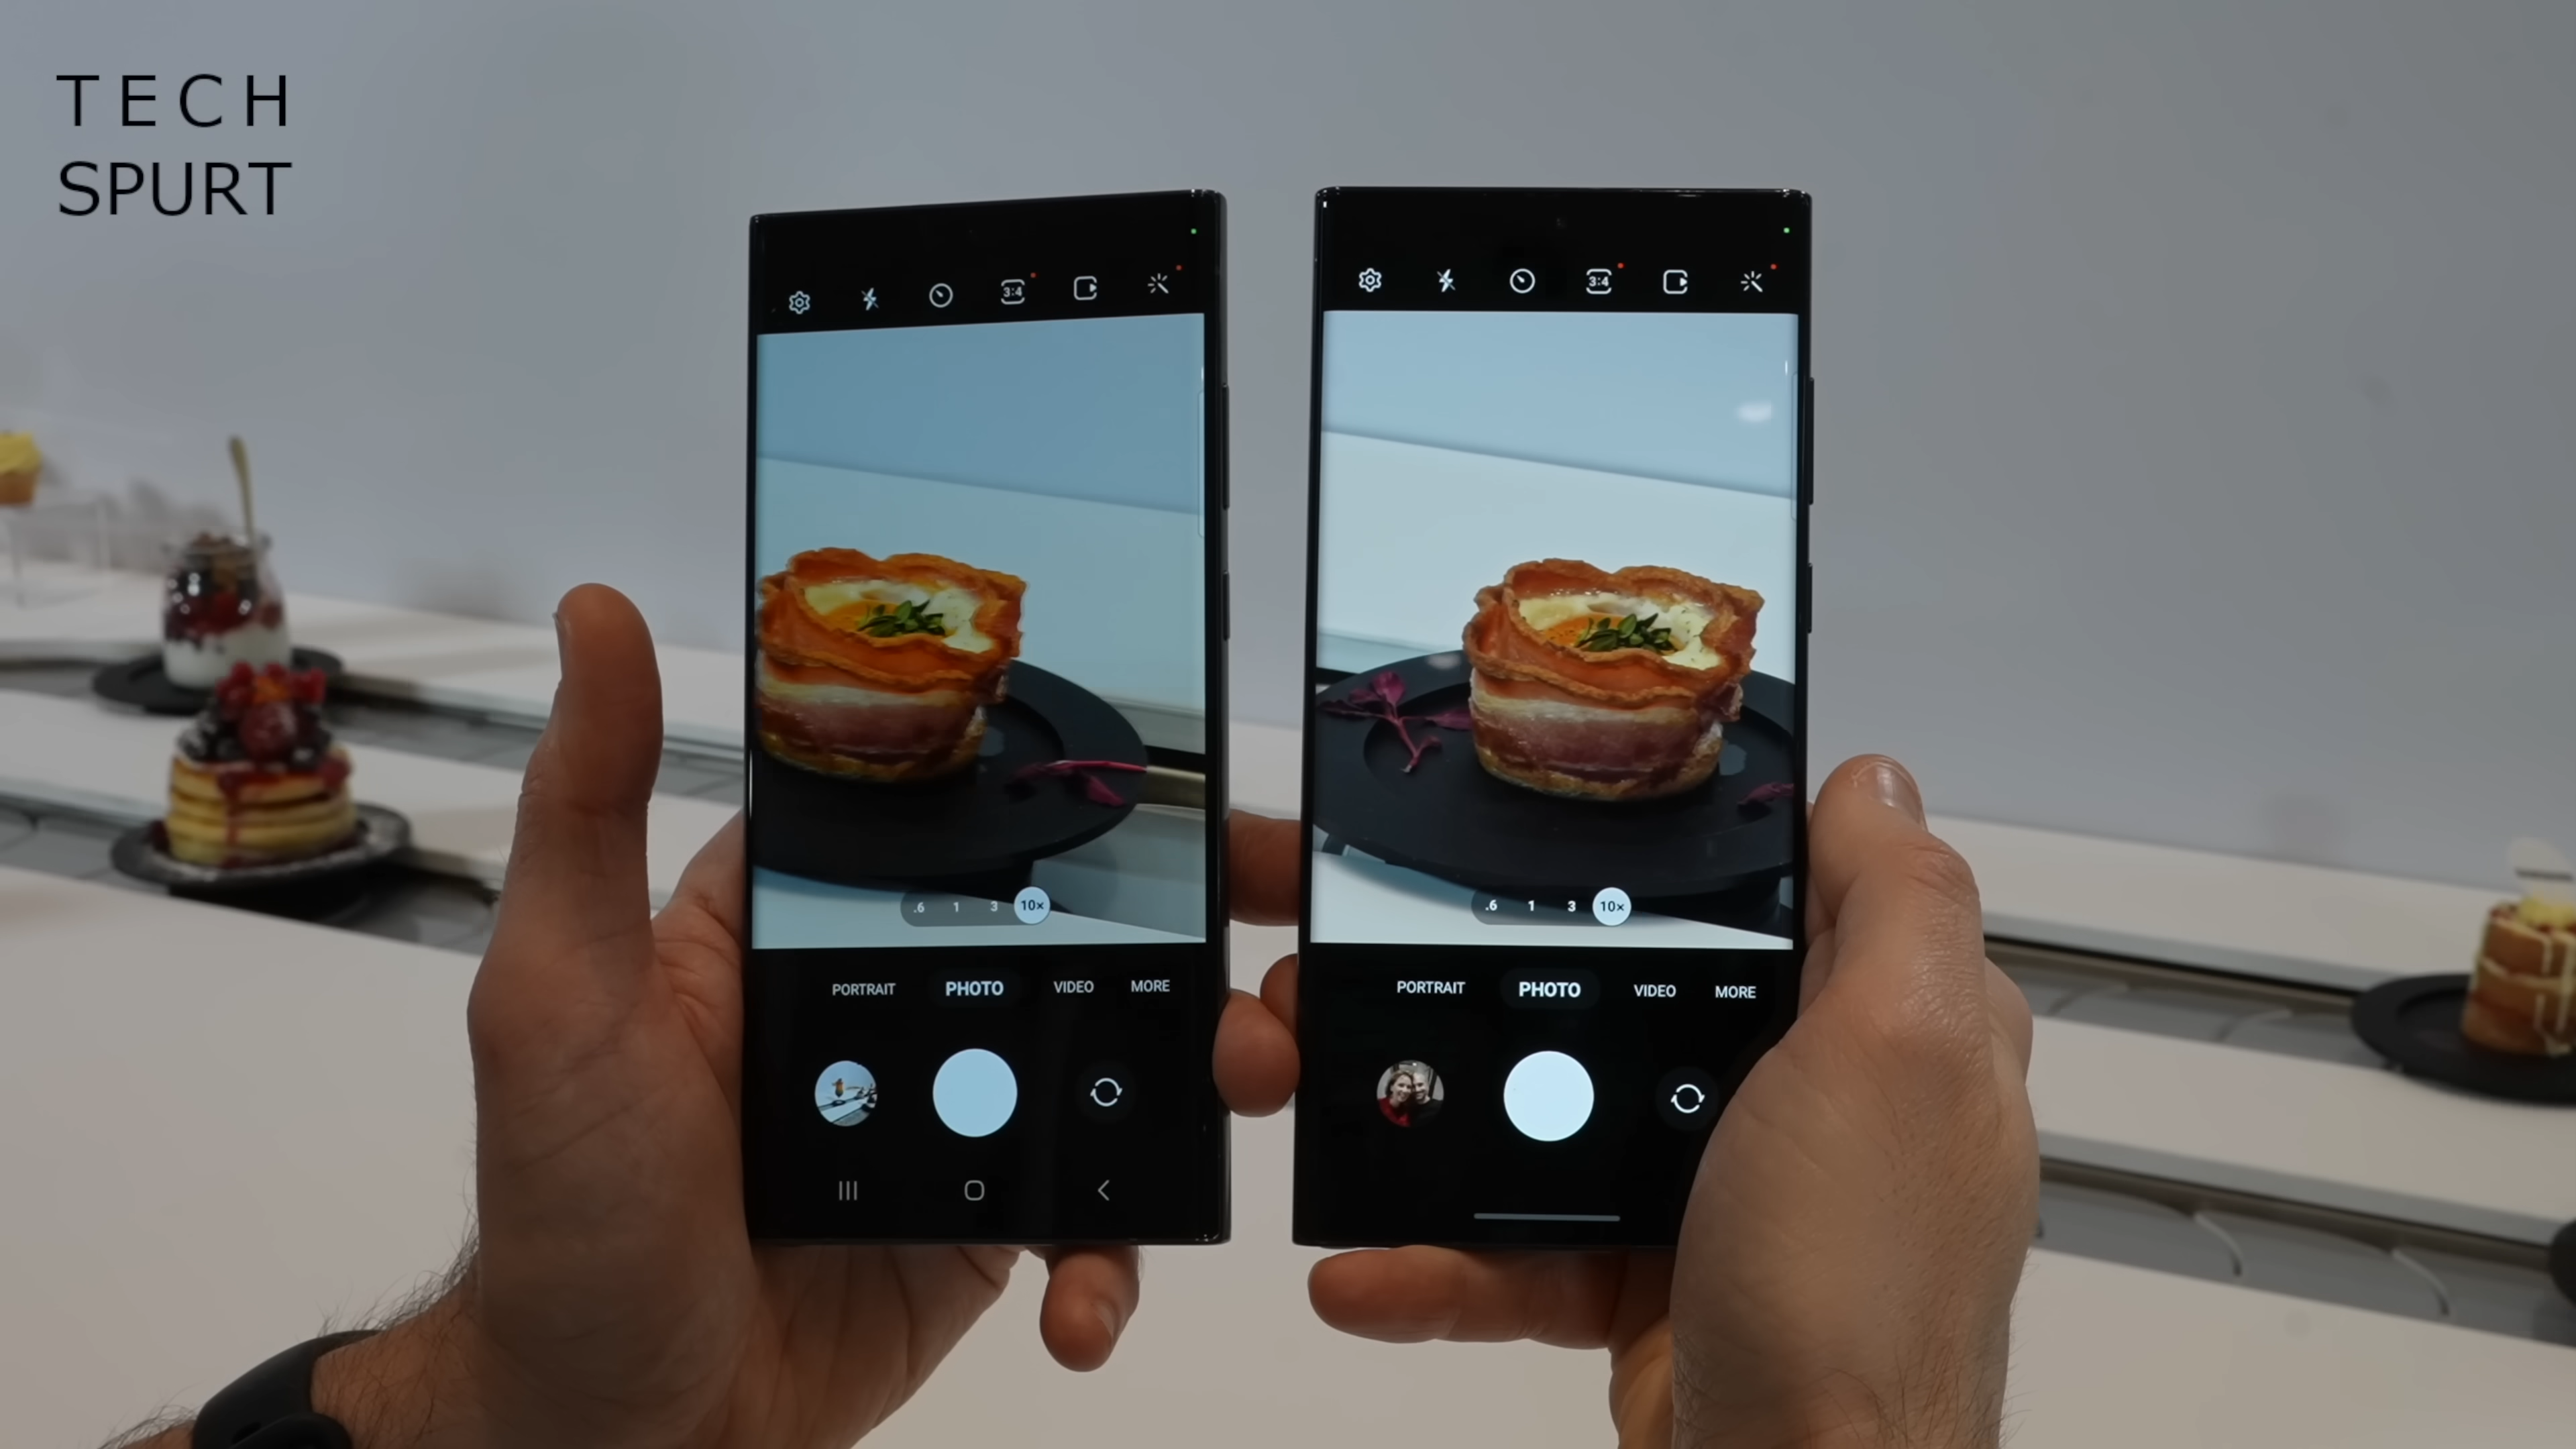 TECH
SPURT
3:4
3:4
.6 1 3 10×
.6 1 3 10×
PORTRAIT PHOTO VIDEO MORE
PORTRAIT PHOTO VIDEO MORE